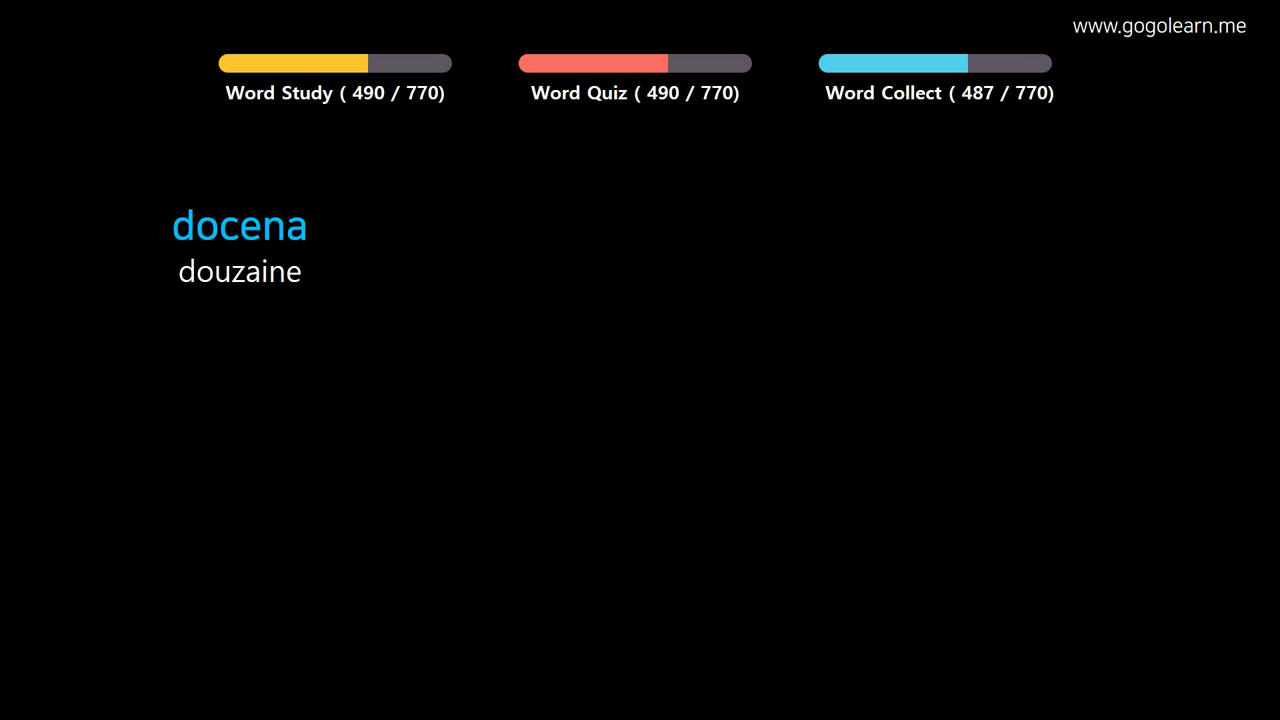 www.gogolearn.me
Word Study ( 490 / 770)
Word Quiz ( 490 / 770)
Word Collect ( 487 / 770)
docena
douzaine